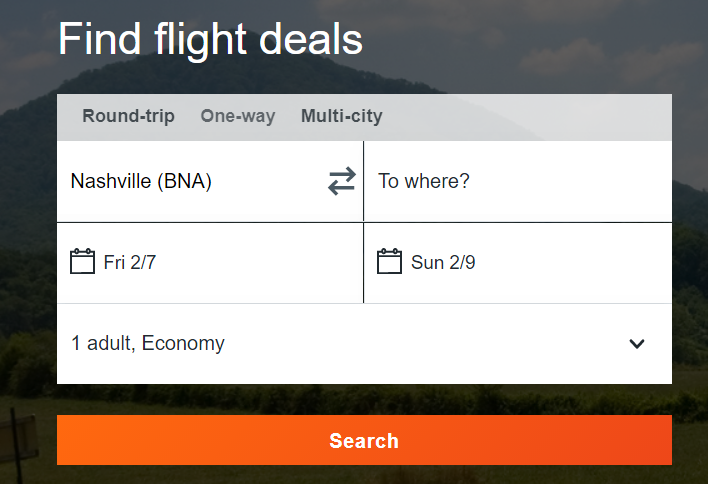 Find flight deals
Round-trip One-way Multi-city
Nashville (BNA) To where?
Fri 2/7 Sun 2/9
1 adult, Economy
Search